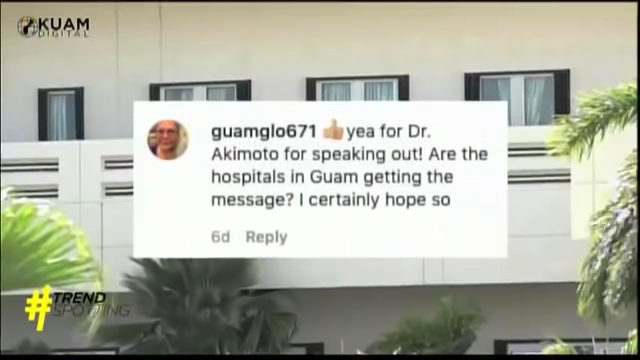 KUAM
DIGITAL
guamglo671 👍yea for Dr.
Akimoto for speaking out! Are the
hospitals in Guam getting the
message? I certainly hope so
6d Reply
#TREND
SPOTTING